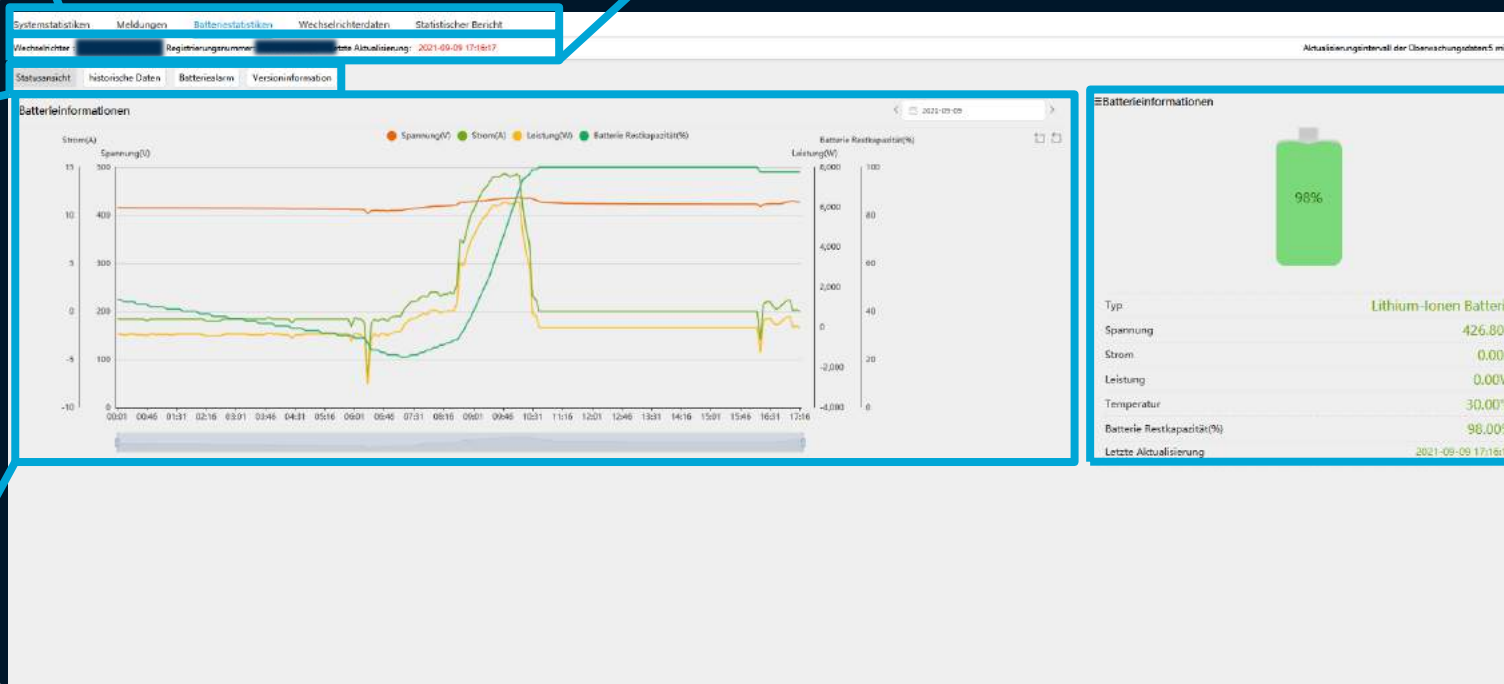 Systemstatistiken Meldungen Batteriestatistiken Wechselrichterdaten Statistischer Bericht
Wechselrichter : Registrierungsnummer: Letzte Aktualisierung: 2021-09-09 17:16:17 Aktualisierungsintervall der Überwachungsdaten:5 mi
Statusansicht historische Daten Batteriealarm Versioninformation
Batterieinformationen 2021-09-09
Spannung(V) Strom(A) Leistung(W) Batterie Restkapazität(%)
Strom(A) Batterie Restkapazität(%)
Spannung(V) Leistung(W)
15 500 8,000 100
10 400 6,000 80
4,000
5 300 60
2,000
0 200 40
0
-5 100 20
-2,000
-10 0 -4,000 0
00:01 00:46 01:31 02:16 03:01 03:46 04:31 05:16 06:01 06:46 07:31 08:16 09:01 09:46 10:31 11:16 12:01 12:46 13:31 14:16 15:01 15:46 16:31 17:16
≡Batterieinformationen
98%
Typ Lithium-Ionen Batteri
Spannung 426.80
Strom 0.00
Leistung 0.00W
Temperatur 30.00°
Batterie Restkapazität(%) 98.00%
Letzte Aktualisierung 2021-09-09 17:16:1